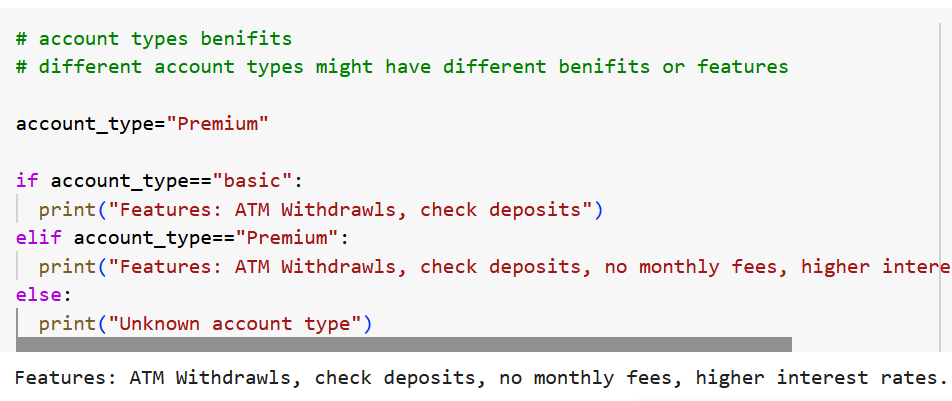 # account types benifits
# different account types might have different benifits or features
account_type="Premium"
if account_type=="basic":
print("Features: ATM Withdrawls, check deposits")
elif account_type=="Premium":
print("Features: ATM Withdrawls, check deposits, no monthly fees, higher intere
else:
print("Unknown account type")
Features: ATM Withdrawls, check deposits, no monthly fees, higher interest rates.